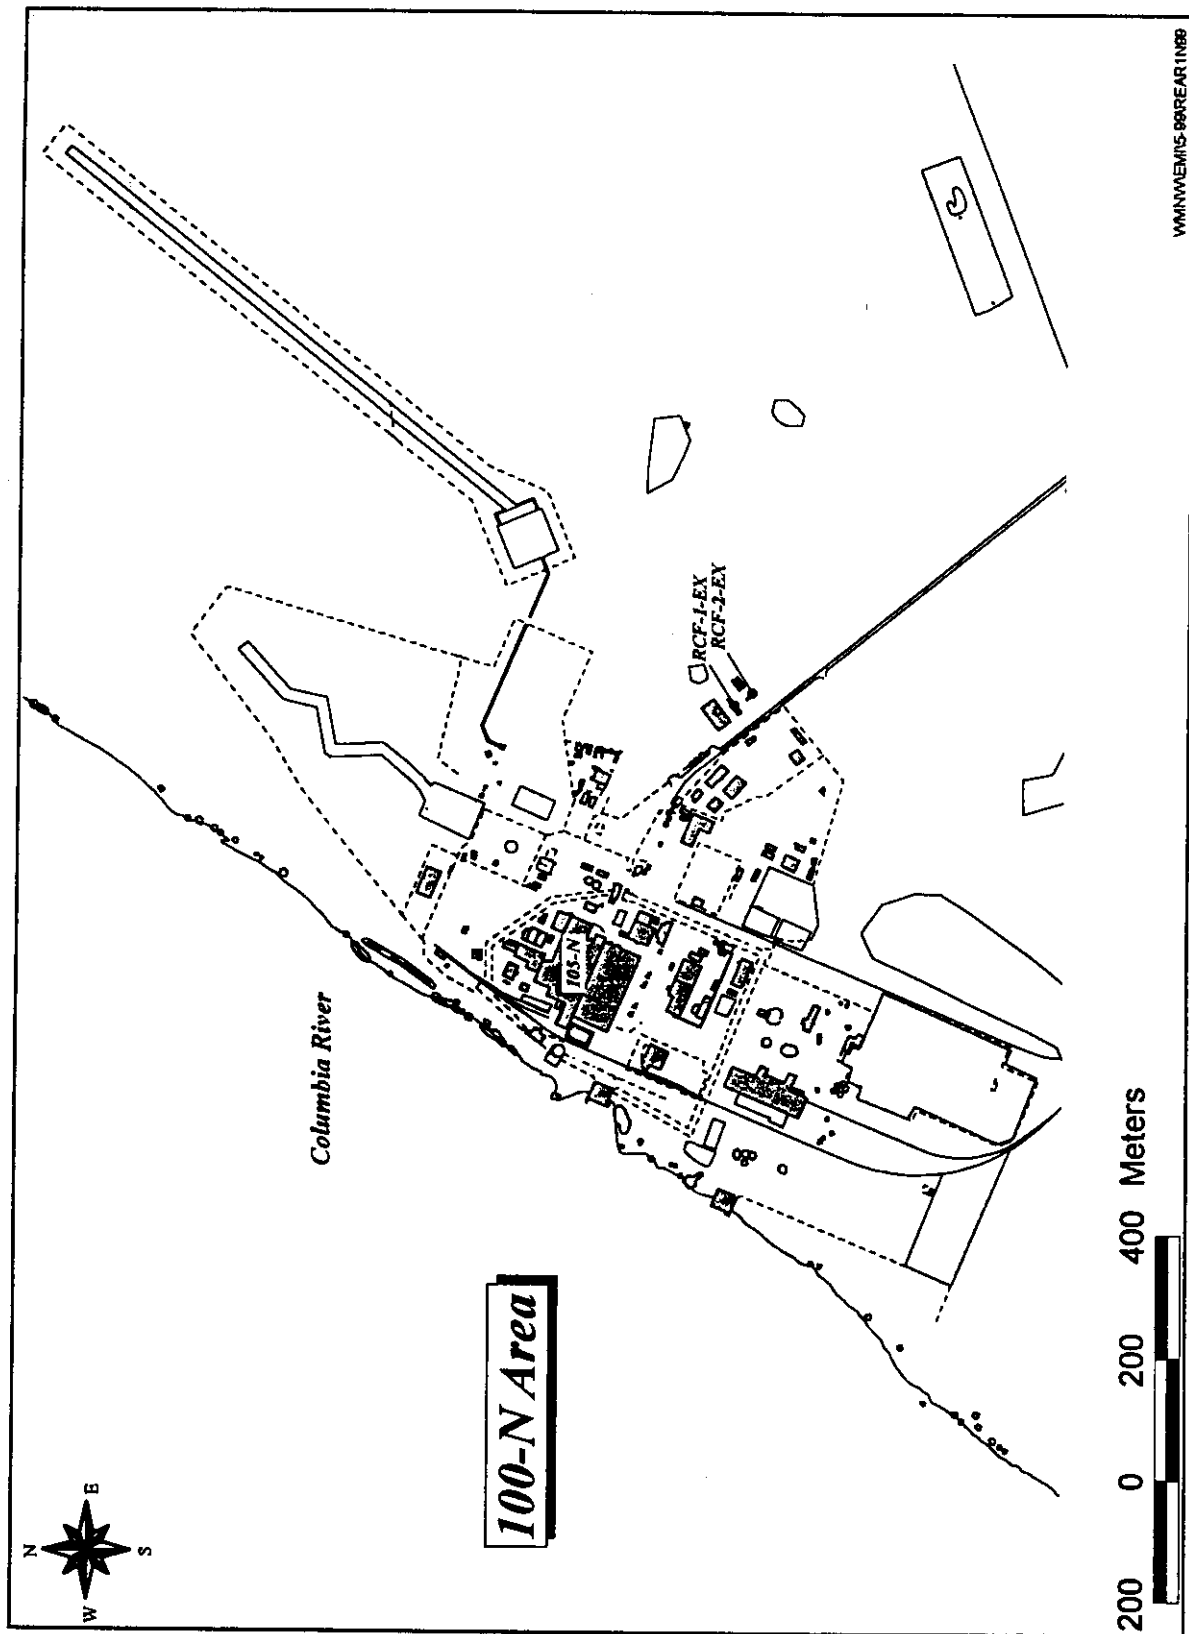 N
W
E
S
100-N Area
Columbia River
105-N
RCF-1-EX
RCF-2-EX
200 0 200 400 Meters